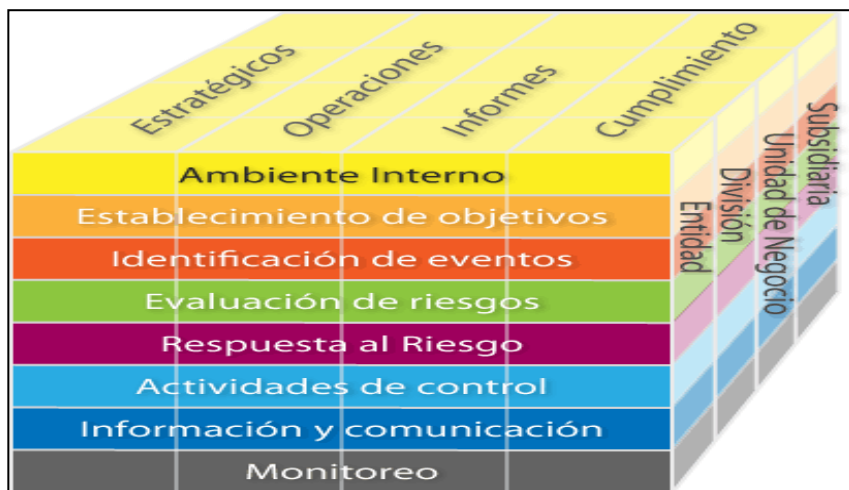 Estratégicos
Operaciones
Informes
Cumplimiento
Ambiente Interno
Establecimiento de objetivos
Identificación de eventos
Evaluación de riesgos
Respuesta al Riesgo
Actividades de control
Información y comunicación
Monitoreo
Entidad
División
Unidad de Negocio
Subsidiaria